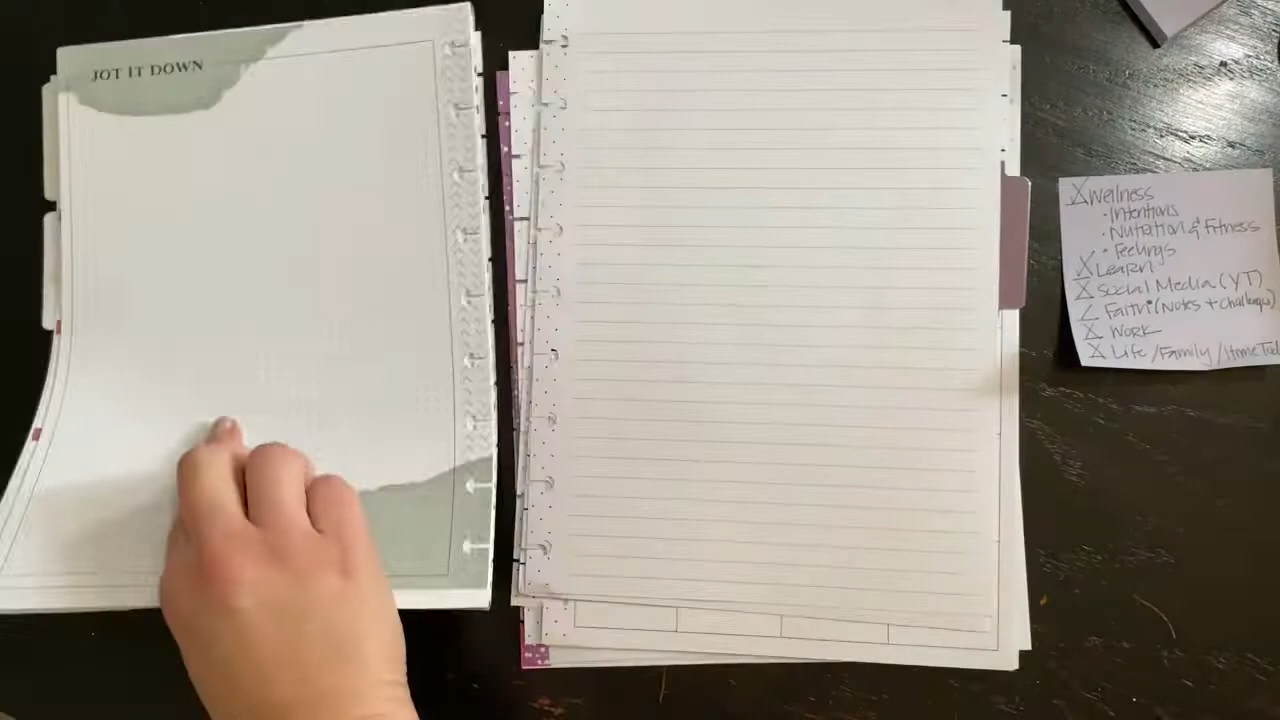 JOT IT DOWN
X Wellness
· Intentions
· Nutrition & Fitness
· Feelings
X Learn
X Social Media (YT)
Faith (Notes + Challenges)
X Work
X Life / Family / Home